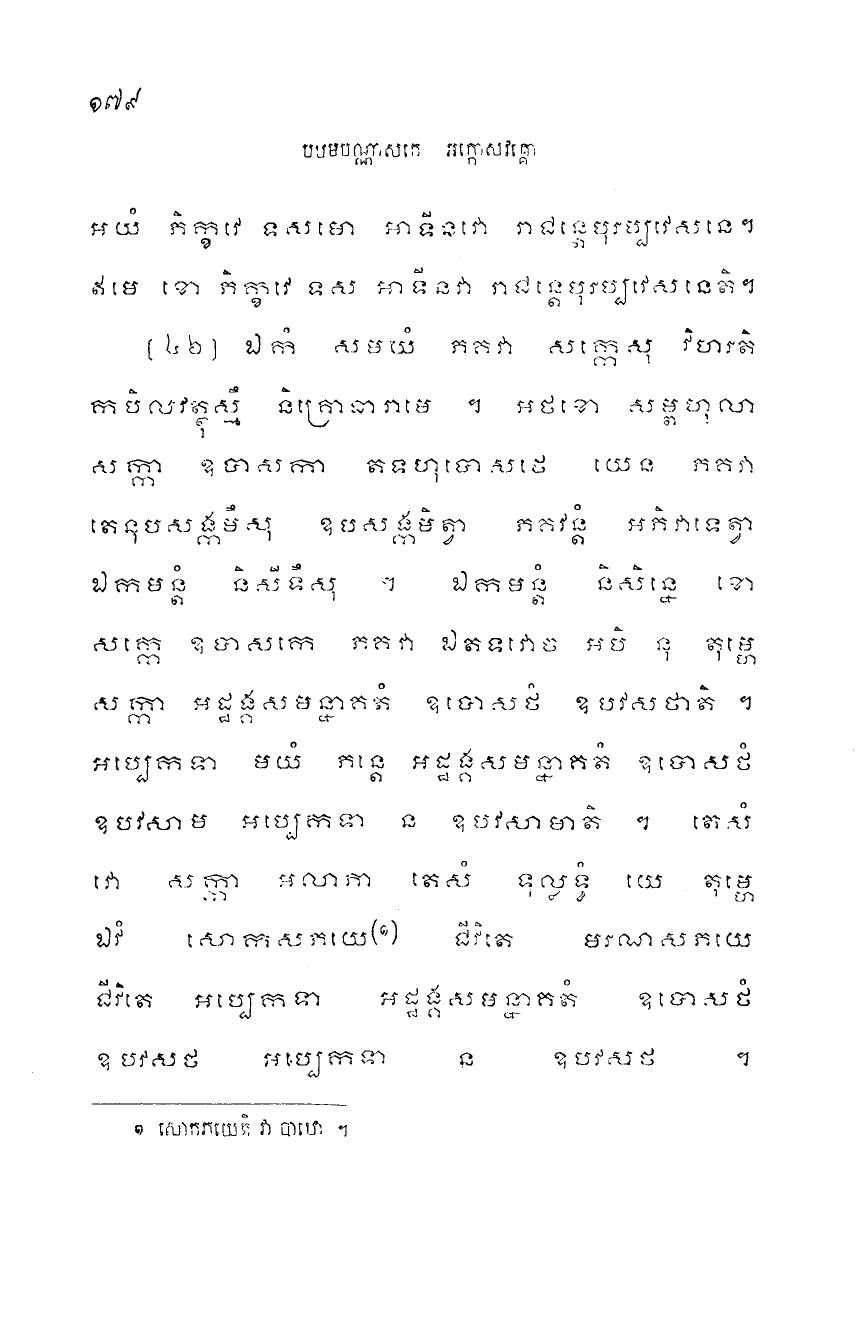 ១៧៩
បឋមបណ្ណាសកេ អក្កោសវគ្គោ
អយំ ភិក្ខវេ ទសមោ អាទីនវោ រាជន្តេបុរប្បវេសនេ។
ឥមេ ខោ ភិក្ខវេ ទស អាទីនវា រាជន្តេបុរប្បវេសនេតិ។
[៤៦] ឯកំ សមយំ ភគវា សក្កេសុ វិហរតិ
កបិលវត្ថុស្មឹ និគ្រោធារាមេ ។ អថខោ សម្ពហុលា
សក្កា ឧបាសកា តទហុបោសថេ យេន ភគវា
តេនុបសង្កមឹសុ ឧបសង្កមិត្វា ភគវន្តំ អភិវាទេត្វា
ឯកមន្តំ និសីទឹសុ ។ ឯកមន្តំ និសិន្នេ ខោ
សក្កេ ឧបាសកេ ភគវា ឯតទវោច អបិ នុ តុម្ហេ
សក្កា អដ្ឋង្គសមន្នាគតំ ឧបោសថំ ឧបវសថាតិ ។
អប្បេកទា មយំ ភន្តេ អដ្ឋង្គសមន្នាគតំ ឧបោសថំ
ឧបវសាម អប្បេកទា ន ឧបវសាមាតិ ។ តេសំ
វោ សក្កា អលាភា តេសំ ទុល្លទ្ធំ យេ តុម្ហេ
ឯវំ សោកសភយេ(១) ជីវិតេ មរណសភយេ
ជីវិតេ អប្បេកទា អដ្ឋង្គសមន្នាគតំ ឧបោសថំ
ឧបវសថ អប្បេកទា ន ឧបវសថ ។
១ សោកភយេតិ វា បាឋោ ។